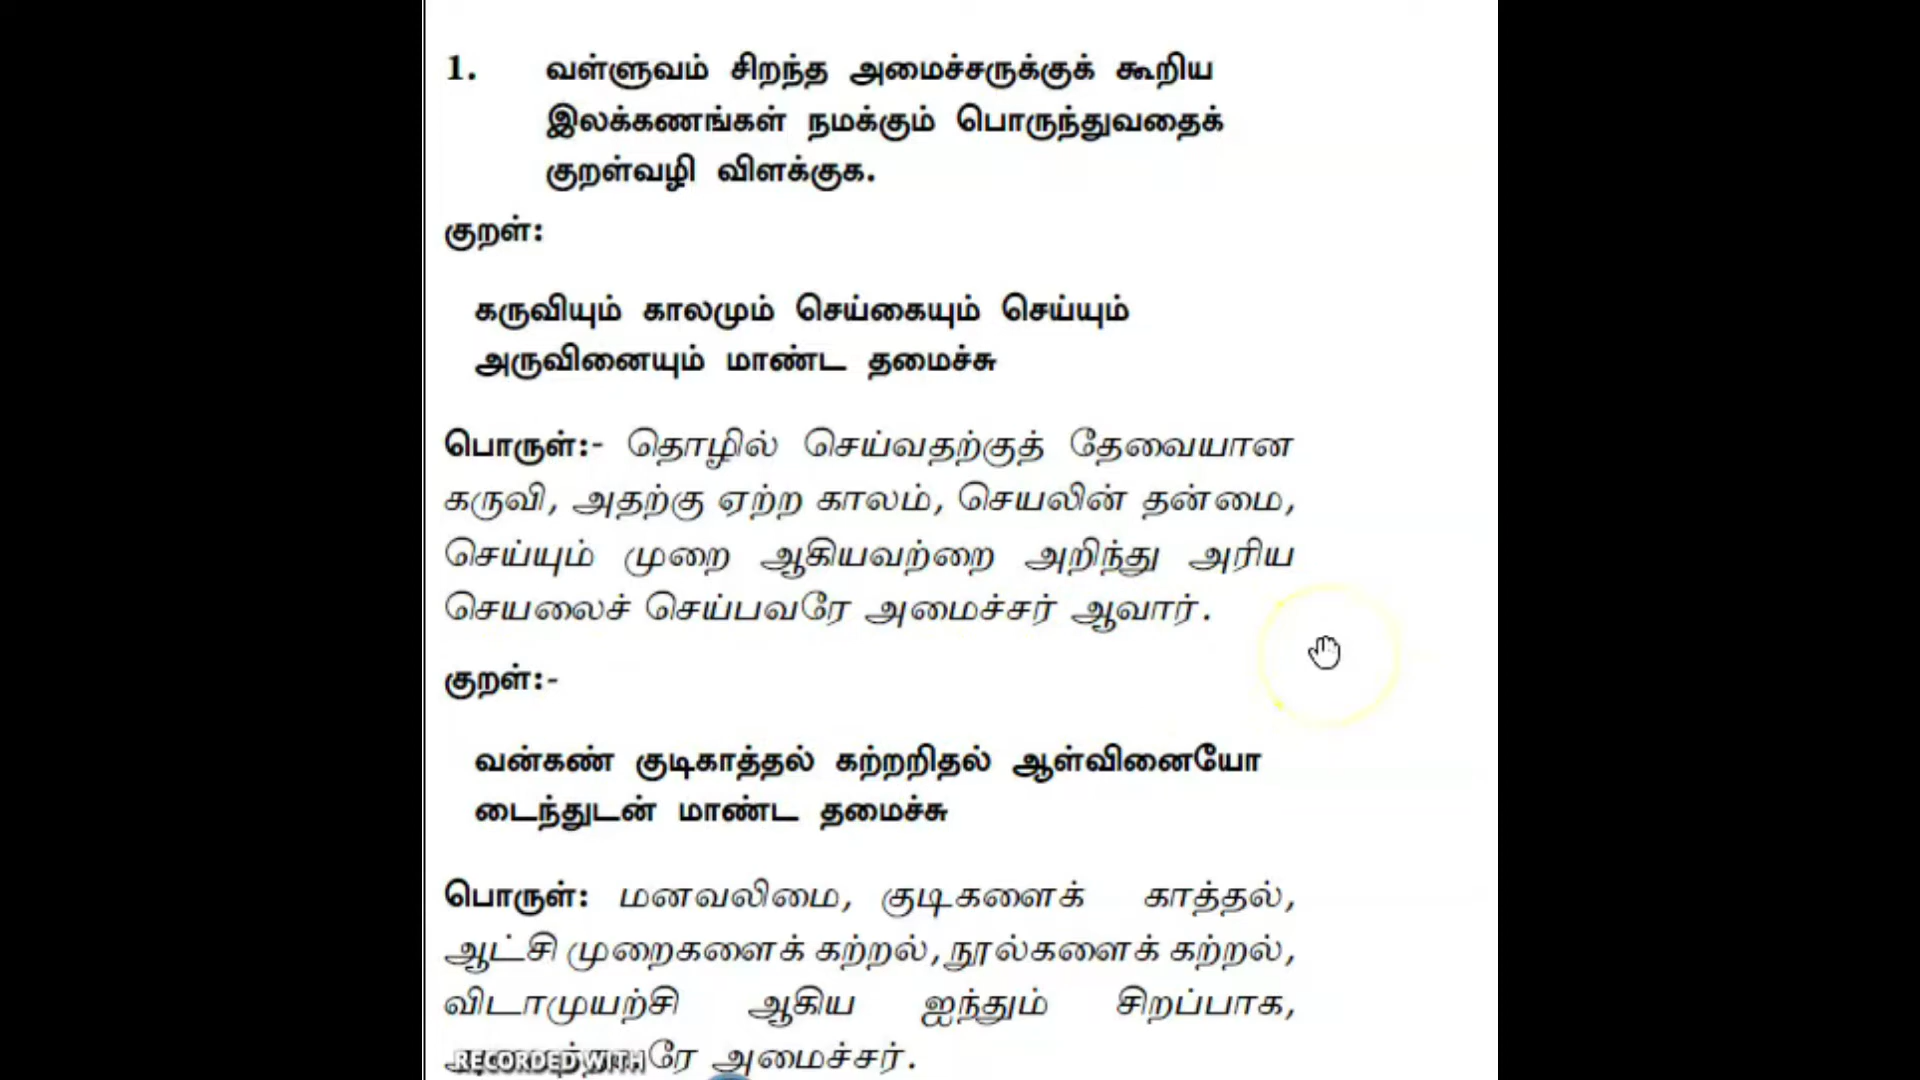 1. வள்ளுவம் சிறந்த அமைச்சருக்குக் கூறிய
இலக்கணங்கள் நமக்கும் பொருந்துவதைக்
குறள்வழி விளக்குக.
குறள்:
கருவியும் காலமும் செய்கையும் செய்யும்
அருவினையும் மாண்ட தமைச்சு
பொருள்:- தொழில் செய்வதற்குத் தேவையான
கருவி, அதற்கு ஏற்ற காலம், செயலின் தன்மை,
செய்யும் முறை ஆகியவற்றை அறிந்து அரிய
செயலைச் செய்பவரே அமைச்சர் ஆவார்.
குறள்:-
வன்கண் குடிகாத்தல் கற்றறிதல் ஆள்வினையோ
டைந்துடன் மாண்ட தமைச்சு
பொருள்: மனவலிமை, குடிகளைக் காத்தல்,
ஆட்சி முறைகளைக் கற்றல், நூல்களைக் கற்றல்,
விடாமுயற்சி ஆகிய ஐந்தும் சிறப்பாக,
அமைச்சர்.
RECORDED WITH